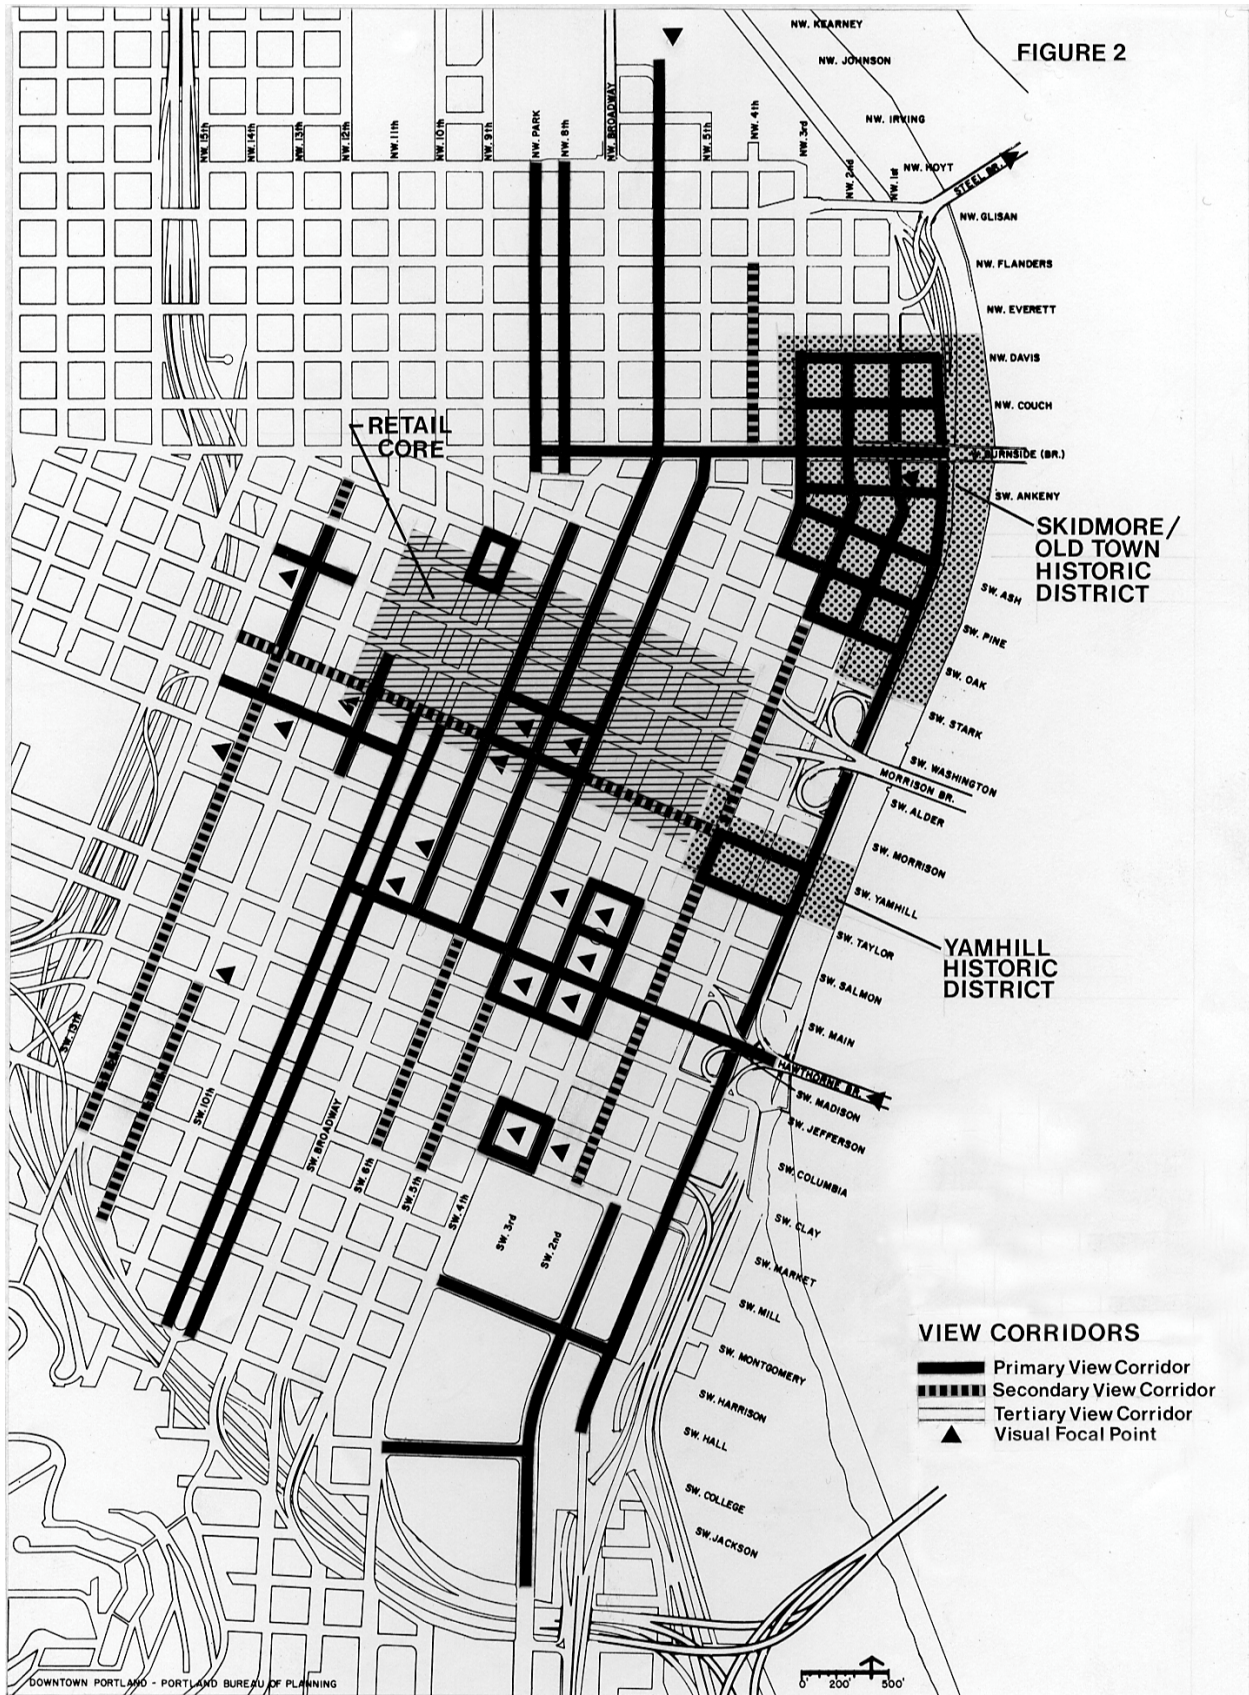 FIGURE 2
NW. KEARNEY
NW. JOHNSON
NW. IRVING
NW. HOYT
STEEL BR.
NW. GLISAN
NW. FLANDERS
NW. EVERETT
NW. DAVIS
NW. COUCH
W. BURNSIDE (BR.)
SW. ANKENY
NW. 15th
NW. 14th
NW. 13th
NW. 12th
NW. 11th
NW. 10th
NW. 9th
NW. PARK
NW. 8th
NW. BROADWAY
NW. 5th
NW. 4th
NW. 3rd
NW. 2nd
NW. 1st
RETAIL
CORE
SKIDMORE/
OLD TOWN
HISTORIC
DISTRICT
SW. ASH
SW. PINE
SW. OAK
SW. STARK
SW. WASHINGTON
MORRISON BR.
SW. ALDER
SW. MORRISON
SW. YAMHILL
SW. TAYLOR
YAMHILL
HISTORIC
DISTRICT
SW. SALMON
SW. MAIN
HAWTHORNE BR.
SW. MADISON
SW. JEFFERSON
SW. COLUMBIA
SW. CLAY
SW. MARKET
SW. MILL
SW. MONTGOMERY
SW. HARRISON
SW. HALL
SW. COLLEGE
SW. JACKSON
SW. 13th
SW. 10th
SW. BROADWAY
SW. 6th
SW. 5th
SW. 4th
SW. 3rd
SW. 2nd
VIEW CORRIDORS
Primary View Corridor
Secondary View Corridor
Tertiary View Corridor
Visual Focal Point
0' 200' 500'
DOWNTOWN PORTLAND - PORTLAND BUREAU OF PLANNING